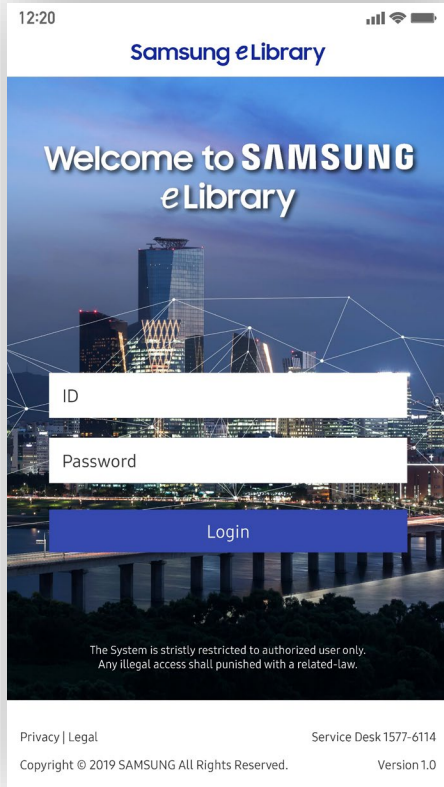 12:20
Samsung eLibrary
Welcome to SAMSUNG
eLibrary
ID
Password
Login
The System is stristly restricted to authorized user only.
Any illegal access shall punished with a related-law.
Privacy | Legal
Service Desk 1577-6114
Copyright © 2019 SAMSUNG All Rights Reserved.
Version 1.0